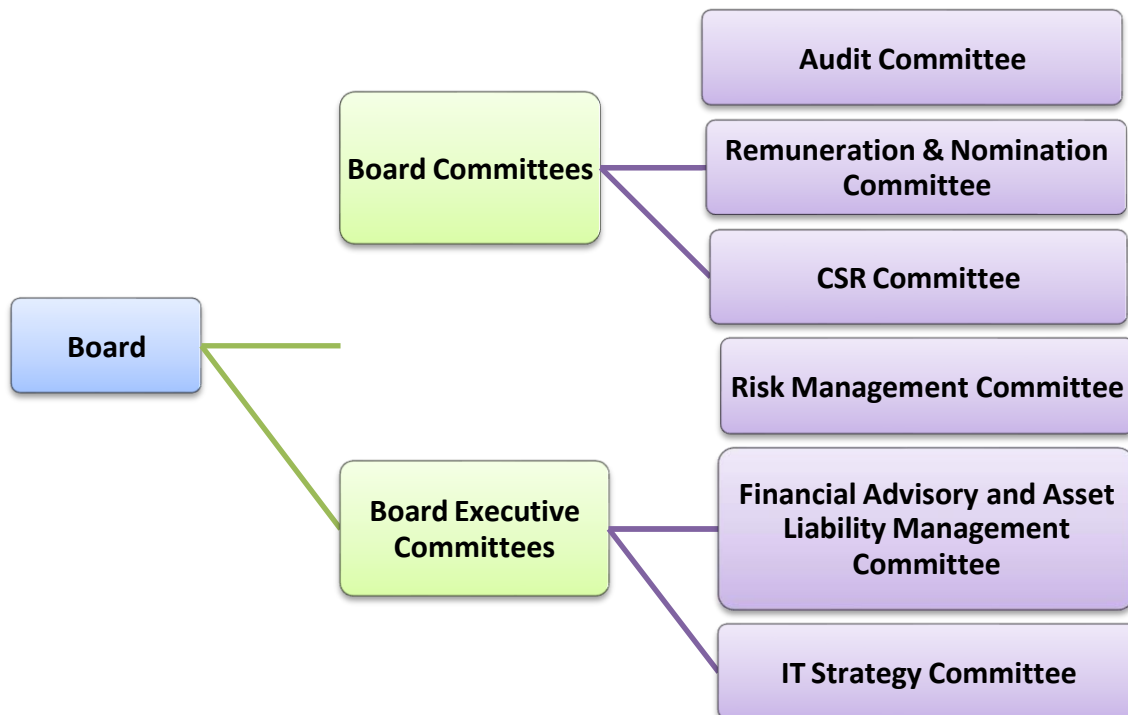 Audit Committee
Board Committees
Remuneration & Nomination
Committee
CSR Committee
Board
Risk Management Committee
Board Executive
Committees
Financial Advisory and Asset
Liability Management
Committee
IT Strategy Committee